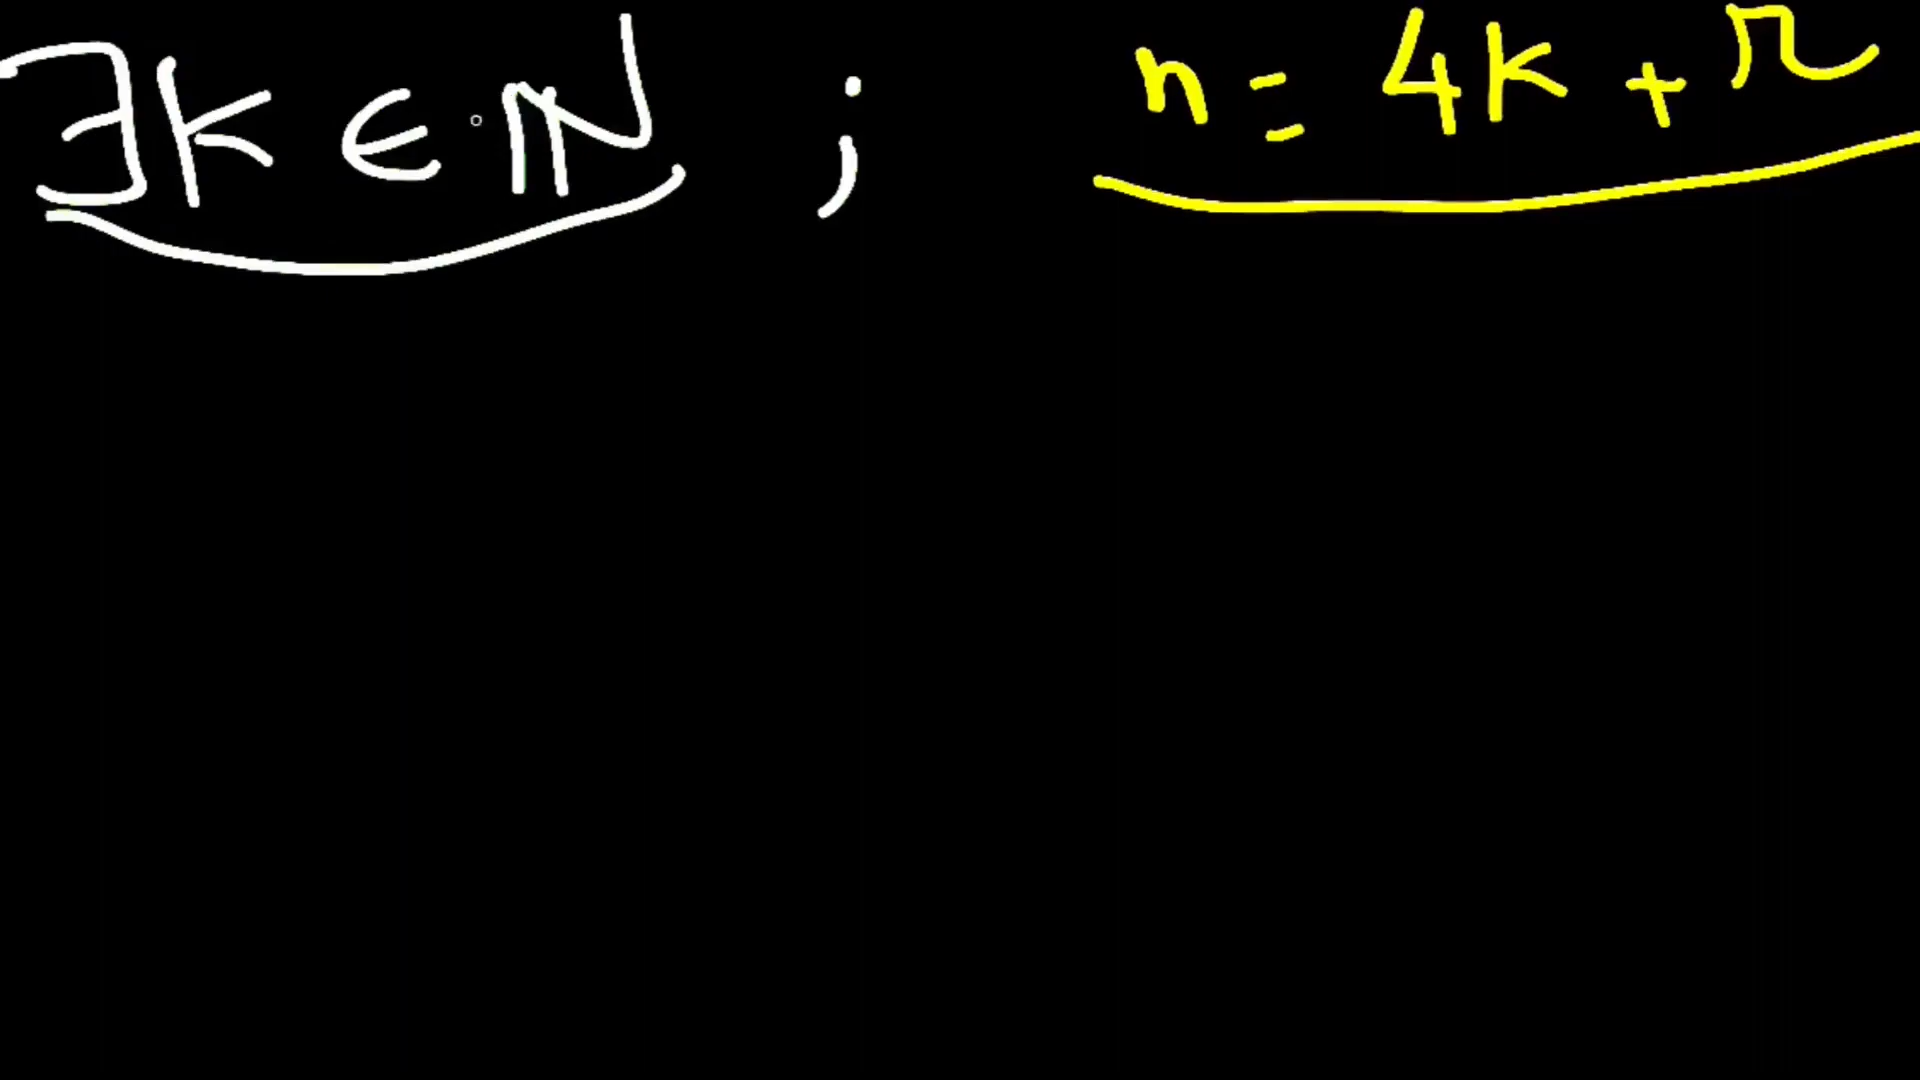 ∃k ∈ ℕ ; n = 4k + r